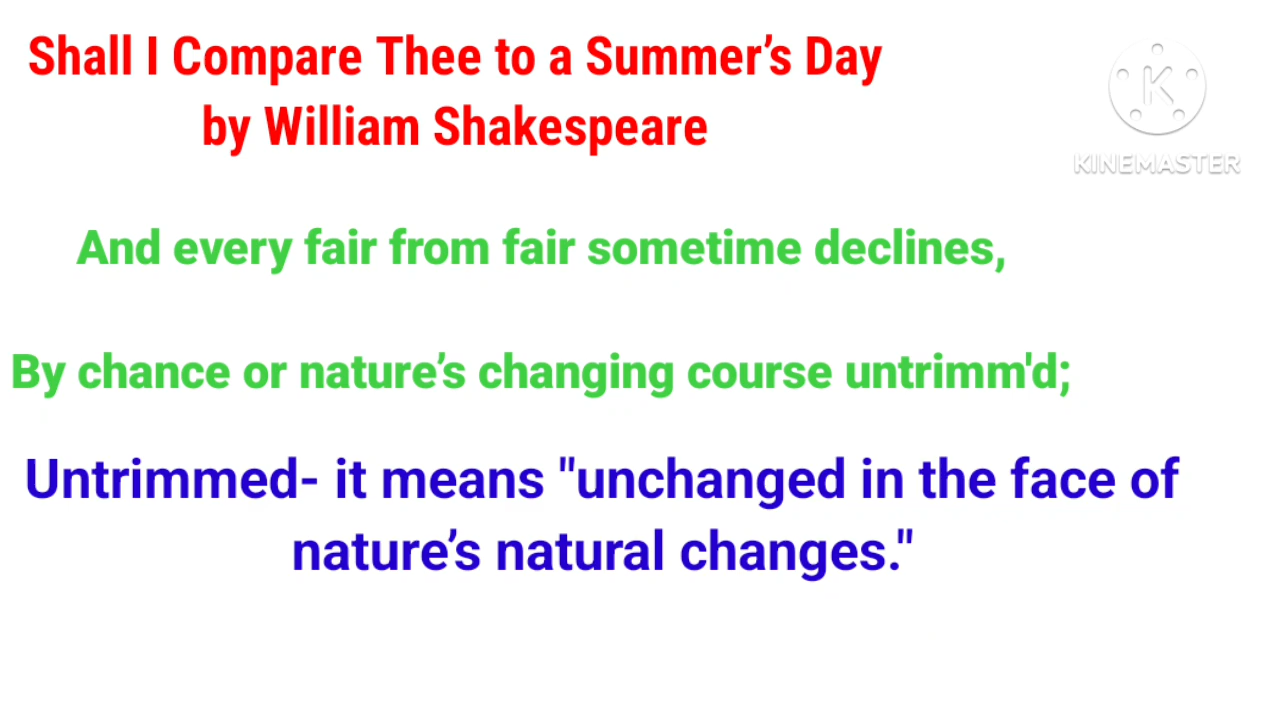 Shall I Compare Thee to a Summer’s Day
by William Shakespeare
K
KINEMASTER
And every fair from fair sometime declines,
By chance or nature’s changing course untrimm'd;
Untrimmed- it means "unchanged in the face of
nature’s natural changes."